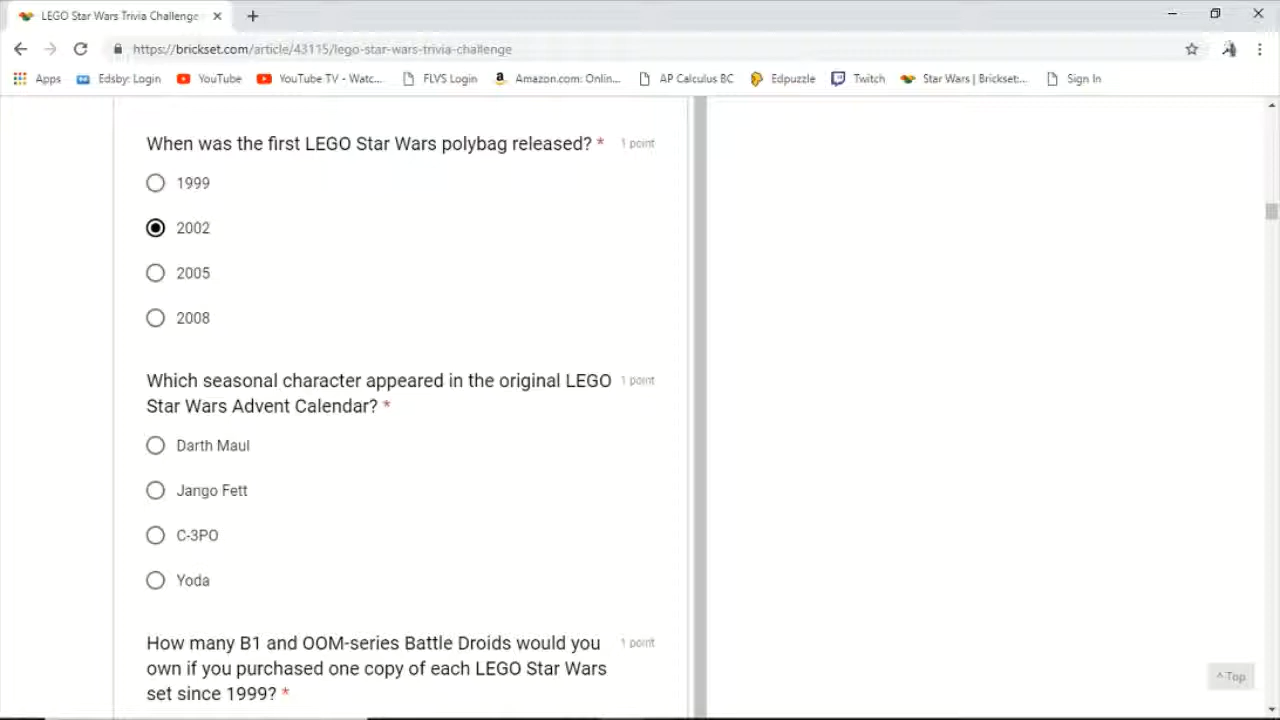 LEGO Star Wars Trivia Challenge
https://brickset.com/article/43115/lego-star-wars-trivia-challenge
Apps Edsby: Login YouTube YouTube TV - Watc... FLVS Login Amazon.com: Onlin... AP Calculus BC Edpuzzle Twitch Star Wars | Brickset:... Sign In
When was the first LEGO Star Wars polybag released? * 1 point
1999
2002
2005
2008
Which seasonal character appeared in the original LEGO 1 point
Star Wars Advent Calendar? *
Darth Maul
Jango Fett
C-3PO
Yoda
How many B1 and OOM-series Battle Droids would you 1 point
own if you purchased one copy of each LEGO Star Wars
set since 1999? *
^ Top